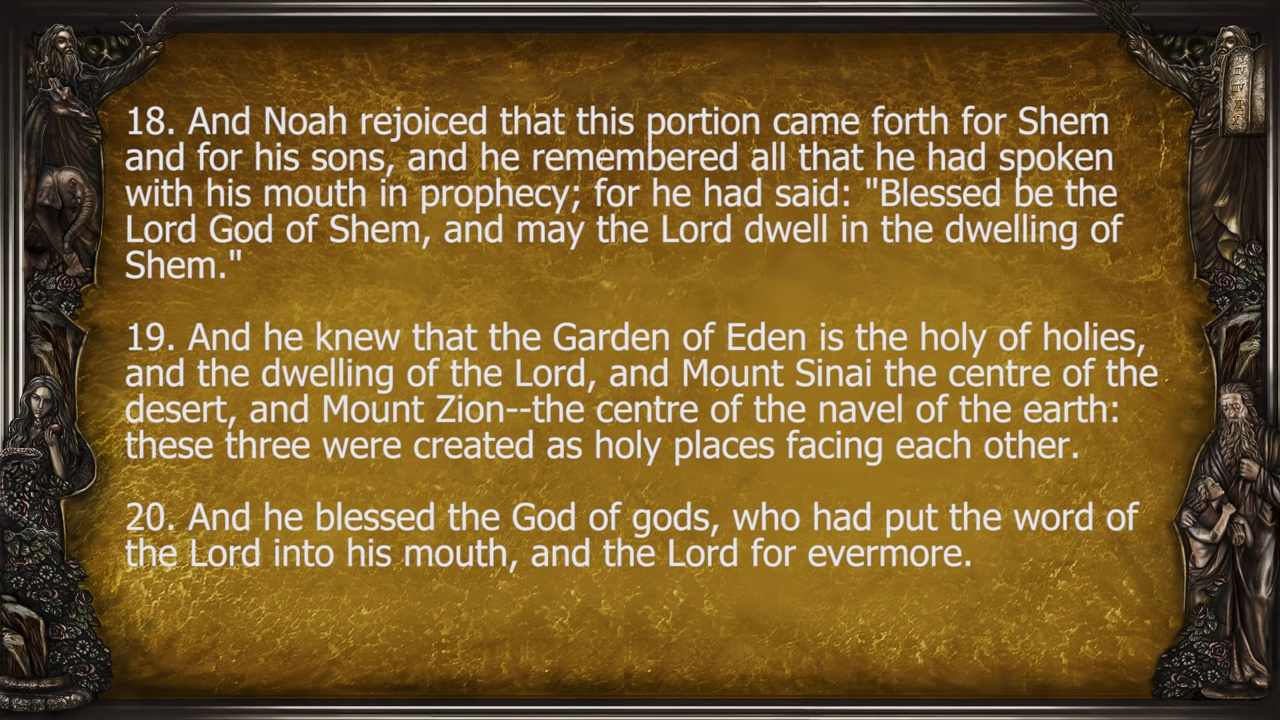 18. And Noah rejoiced that this portion came forth for Shem
and for his sons, and he remembered all that he had spoken
with his mouth in prophecy; for he had said: "Blessed be the
Lord God of Shem, and may the Lord dwell in the dwelling of
Shem."
19. And he knew that the Garden of Eden is the holy of holies,
and the dwelling of the Lord, and Mount Sinai the centre of the
desert, and Mount Zion--the centre of the navel of the earth:
these three were created as holy places facing each other.
20. And he blessed the God of gods, who had put the word of
the Lord into his mouth, and the Lord for evermore.